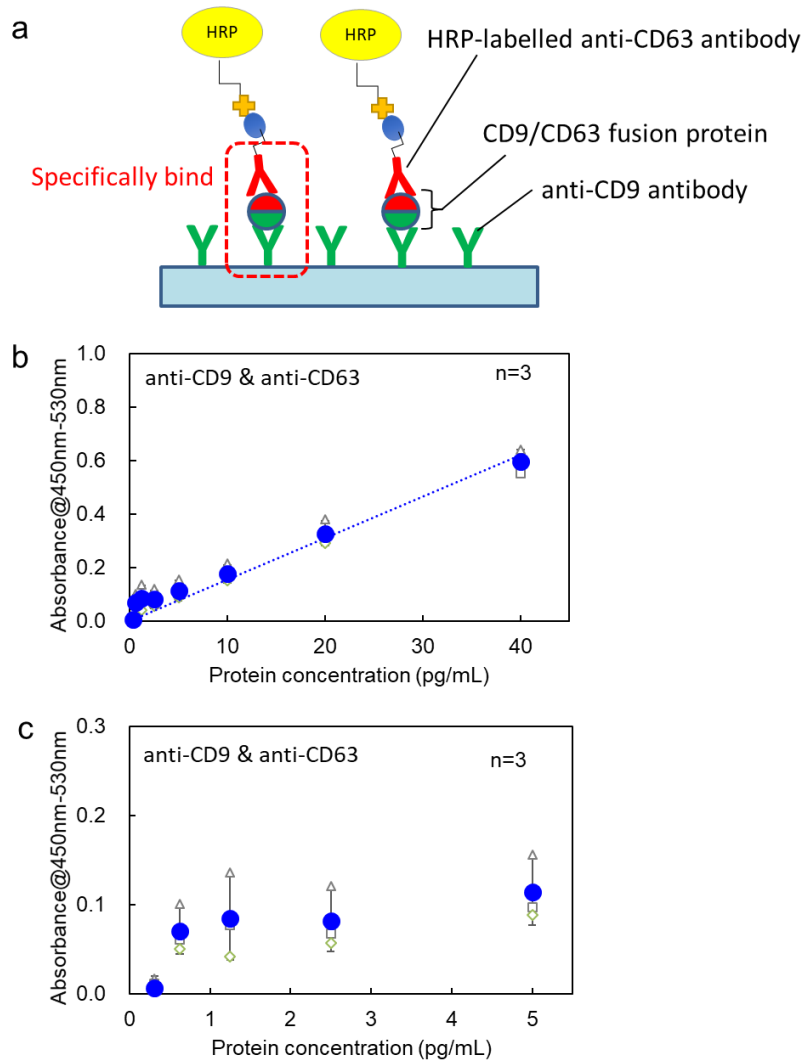 a
HRP
HRP
HRP-labelled anti-CD63 antibody
CD9/CD63 fusion protein
Specifically bind
anti-CD9 antibody
b
1.0
anti-CD9 & anti-CD63
n=3
0.8
0.6
0.4
0.2
0.0
Absorbance@450nm-530nm
0
10
20
30
40
Protein concentration (pg/mL)
c
0.3
anti-CD9 & anti-CD63
n=3
0.2
0.1
0.0
Absorbance@450nm-530nm
0
1
2
3
4
5
Protein concentration (pg/mL)